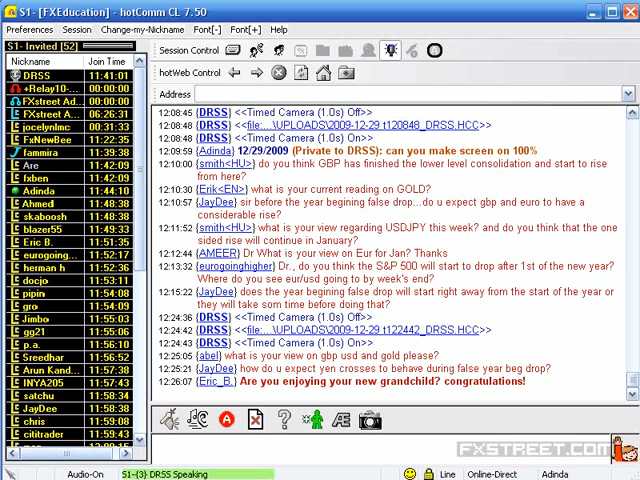 S1- [FXEducation] - hotComm CL 7.50
Preferences Session Change-my-Nickname Font[-] Font[+] Help
S1- Invited [52]
Nickname Join Time
DRSS 11:41:01
+Relay10-... 00:00:00
FXstreet Ad... 00:00:00
FXstreet A... 06:26:31
jocelynlmc 00:31:33
FxNewBee 11:22:35
fammira 11:39:38
Are 11:42:09
fxben 11:42:09
Adinda 11:44:10
Ahmed 11:48:38
skaboosh 11:48:38
blazer55 11:49:33
Eric B. 11:51:35
eurogoing... 11:52:17
herman h 11:52:36
docjo 11:53:11
pipin 11:54:08
gro 11:54:09
Jimbo 11:55:03
gg21 11:55:06
p.a. 11:56:10
Sreedhar 11:56:52
Arun Kand... 11:57:38
INYA205 11:57:43
satchu 11:58:34
JayDee 11:58:38
chris 11:59:08
cititrader 11:59:43
Session Control
hotWeb Control
Address
12:08:45 {DRSS} <<Timed Camera (1.0s) Off>>
12:08:48 {DRSS} <<file:...\UPLOADS\2009-12-29 t120848_DRSS.HCC>>
12:08:48 {DRSS} <<Timed Camera (1.0s) On>>
12:09:59 {Adinda} 12/29/2009 (Private to DRSS): can you make screen on 100%
12:10:00 {smith<HU>} do you think GBP has finished the lower level consolidation and start to rise
from here?
12:10:30 {Erik<EN>} what is your current reading on GOLD?
12:10:57 {JayDee} sir before the year begining false drop...do u expect gbp and euro to have a
considerable rise?
12:11:52 {smith<HU>} what is your view regarding USDJPY this week? and do you think that the one
sided rise will continue in January?
12:12:44 {AMEER} Dr What is your view on Eur for Jan? Thanks
12:13:32 {eurogoinghigher} Dr., do you think the S&P 500 will start to drop after 1st of the new year?
Where do you see eur/usd going to by week's end?
12:15:22 {JayDee} does the year begining false drop will start right away from the start of the year or
they will take som time before doing that?
12:24:36 {DRSS} <<Timed Camera (1.0s) Off>>
12:24:42 {DRSS} <<file:...\UPLOADS\2009-12-29 t122442_DRSS.HCC>>
12:24:43 {DRSS} <<Timed Camera (1.0s) On>>
12:25:05 {abel} what is your view on gbp usd and gold please?
12:25:21 {JayDee} how do u expect yen crosses to behave during false year beg drop?
12:26:07 {Eric_B.} Are you enjoying your new grandchild? congratulations!
FXSTREET.COM
Audio-On S1-{3} DRSS Speaking Line Online-Direct Adinda